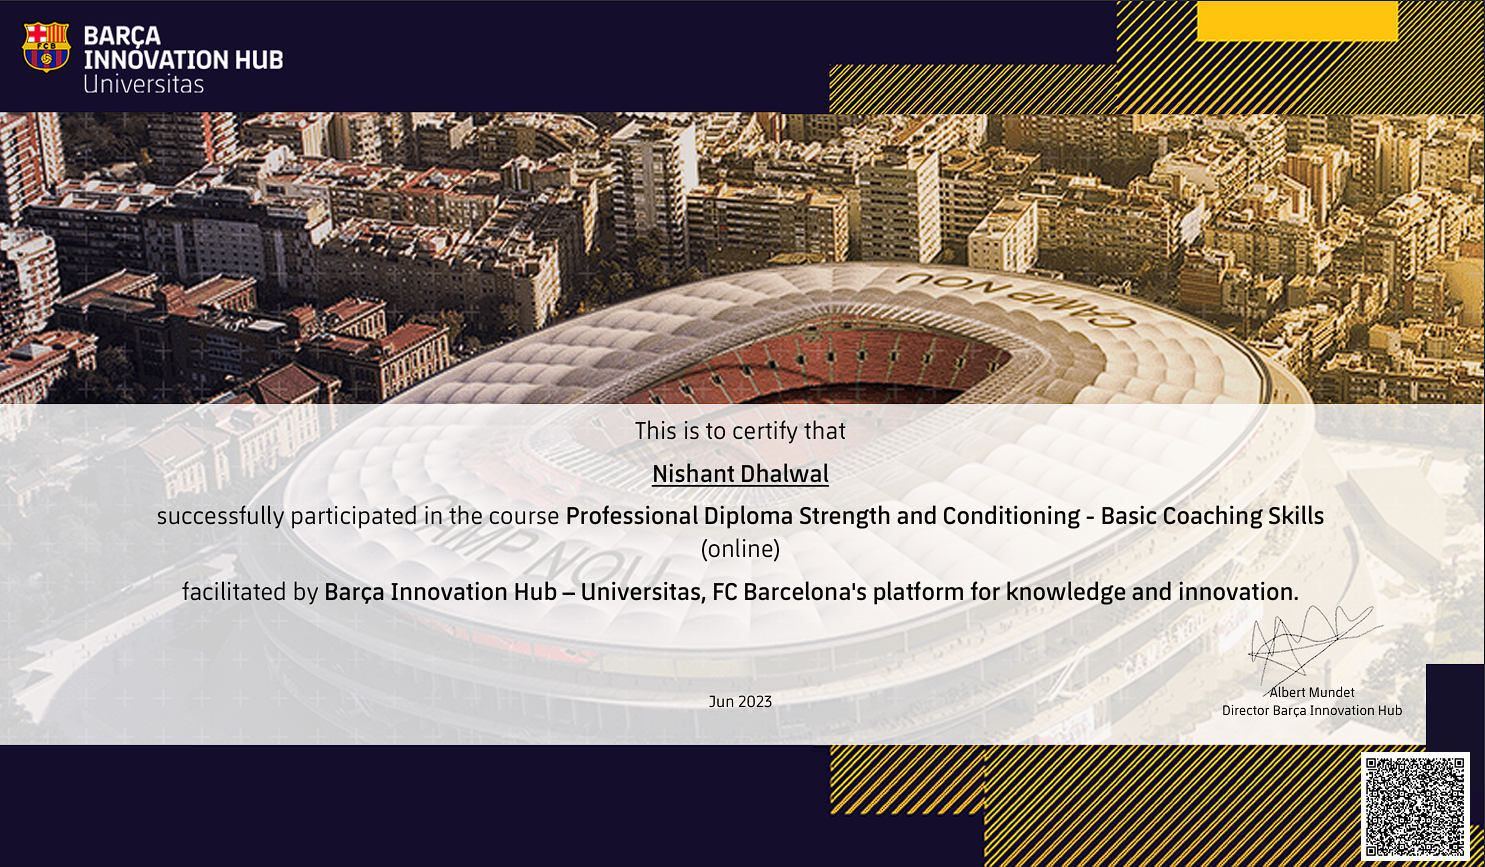 BARÇA
INNOVATION HUB
Universitas
FCB
CAMP NOU
This is to certify that
Nishant Dhalwal
successfully participated in the course Professional Diploma Strength and Conditioning - Basic Coaching Skills
(online)
CAMP NOU
facilitated by Barça Innovation Hub – Universitas, FC Barcelona's platform for knowledge and innovation.
Jun 2023
Albert Mundet
Director Barça Innovation Hub